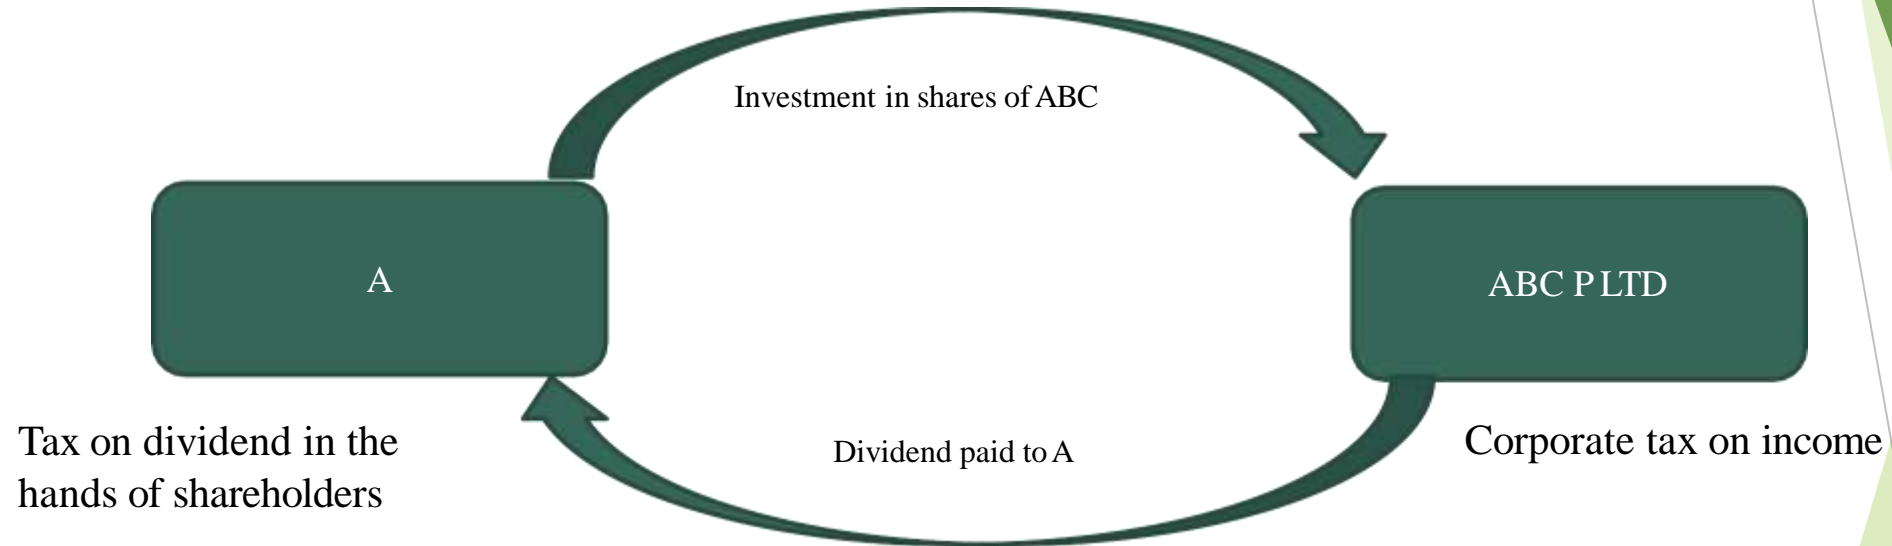 Investment in shares of ABC
A
ABC P LTD
Tax on dividend in the
hands of shareholders
Dividend paid to A
Corporate tax on income